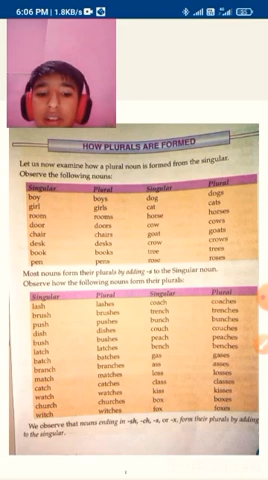 6:06 PM | 1.8KB/s
HOW PLURALS ARE FORMED
Let us now examine how a plural noun is formed from the singular.
Observe the following nouns:
Singular Plural Singular Plural
boy boys dog dogs
girl girls cat cats
room rooms horse horses
door doors cow cows
chair chairs goat goats
desk desks crow crows
book books tree trees
pen pens rose roses
Most nouns form their plurals by adding -s to the Singular noun.
Observe how the following nouns form their plurals:
Singular Plural Singular Plural
lash lashes coach coaches
brush brushes trench trenches
push pushes bunch bunches
dish dishes couch couches
bush bushes peach peaches
latch latches bench benches
batch batches gas gases
branch branches ass asses
match matches loss losses
catch catches class classes
watch watches kiss kisses
church churches box boxes
witch witches fox foxes
We observe that nouns ending in -sh, -ch, -s, or -x, form their plurals by adding
to the singular.